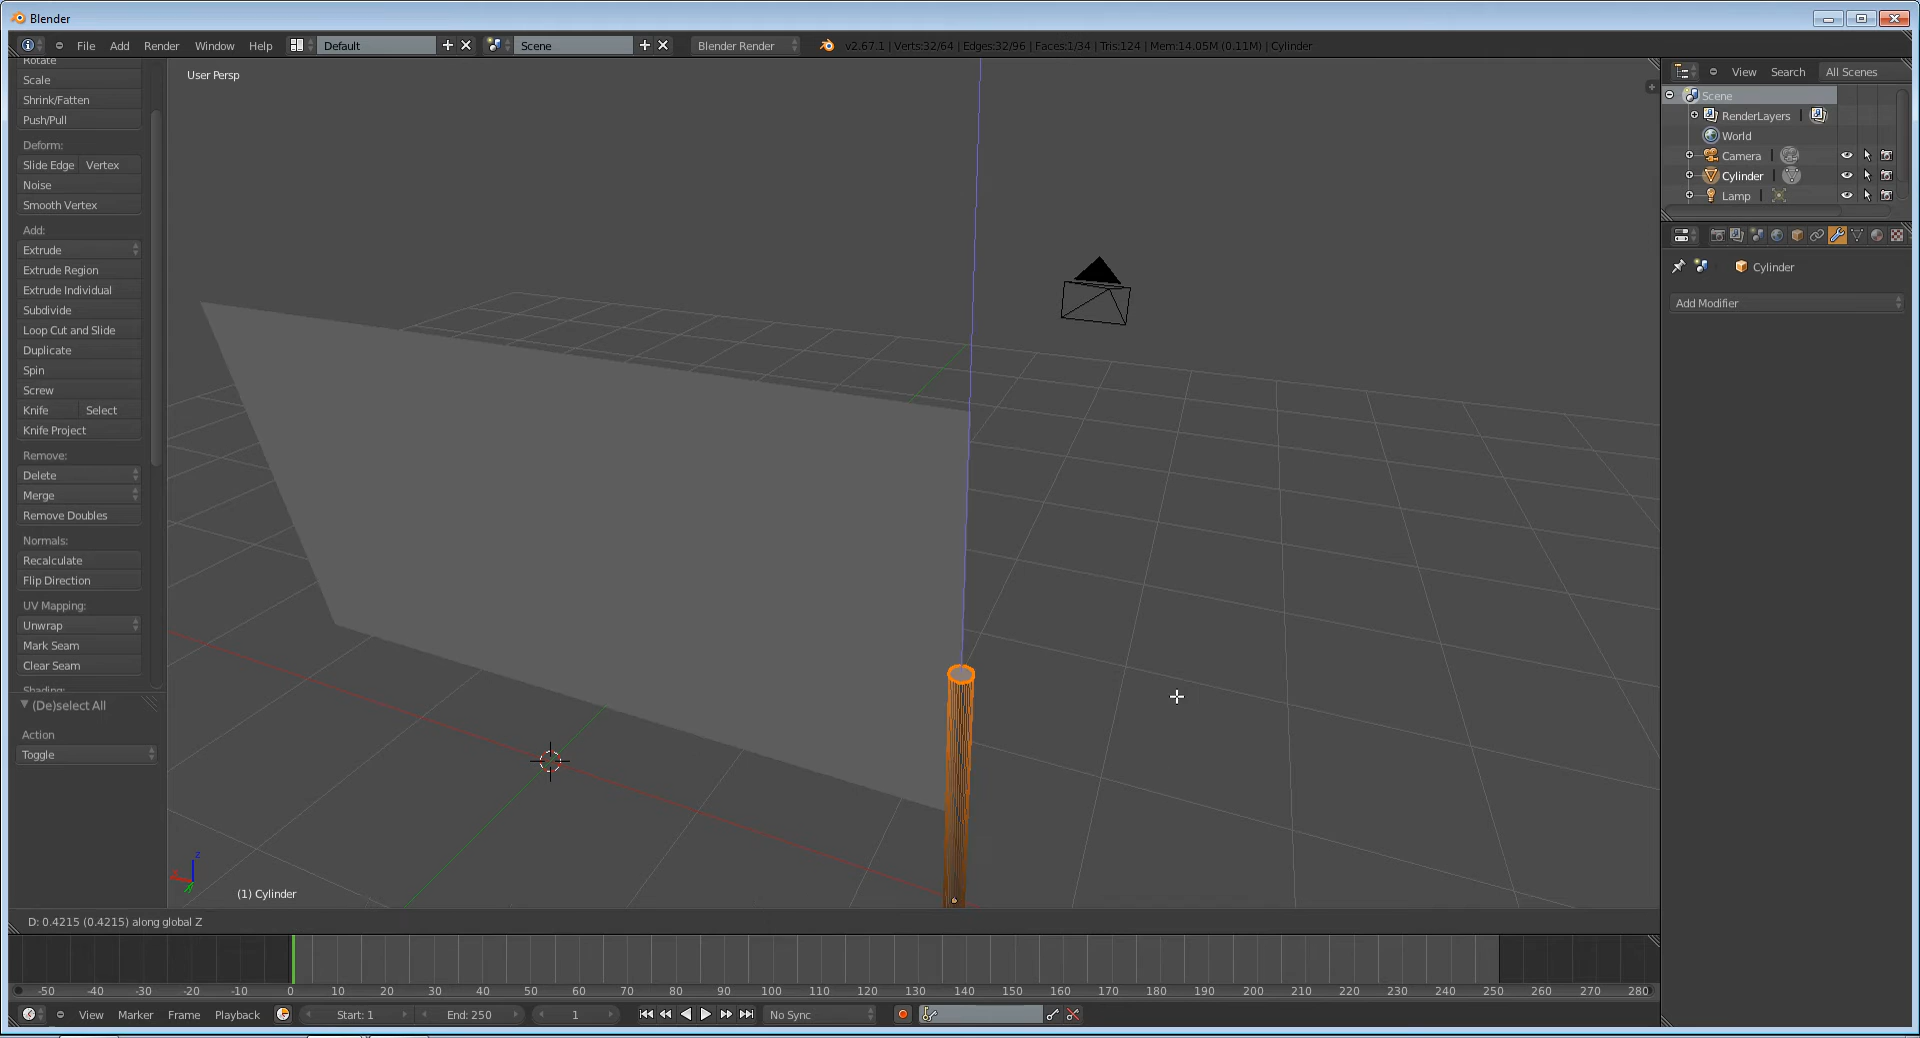 Blender
File Add Render Window Help Default Scene Blender Render v2.67.1 | Verts:32/64 | Edges:32/96 | Faces:1/34 | Tris:124 | Mem:14.05M (0.11M) | Cylinder
Rotate
Scale
Shrink/Fatten
Push/Pull
Deform:
Slide Edge Vertex
Noise
Smooth Vertex
Add:
Extrude
Extrude Region
Extrude Individual
Subdivide
Loop Cut and Slide
Duplicate
Spin
Screw
Knife Select
Knife Project
Remove:
Delete
Merge
Remove Doubles
Normals:
Recalculate
Flip Direction
UV Mapping:
Unwrap
Mark Seam
Clear Seam
Shading:
(De)select All
Action
Toggle
User Persp
z
(1) Cylinder
D: 0.4215 (0.4215) along global Z
View Search All Scenes
Scene
RenderLayers
World
Camera
Cylinder
Lamp
Cylinder
Add Modifier
-50 -40 -30 -20 -10 0 10 20 30 40 50 60 70 80 90 100 110 120 130 140 150 160 170 180 190 200 210 220 230 240 250 260 270 280
View Marker Frame Playback Start: 1 End: 250 1 No Sync